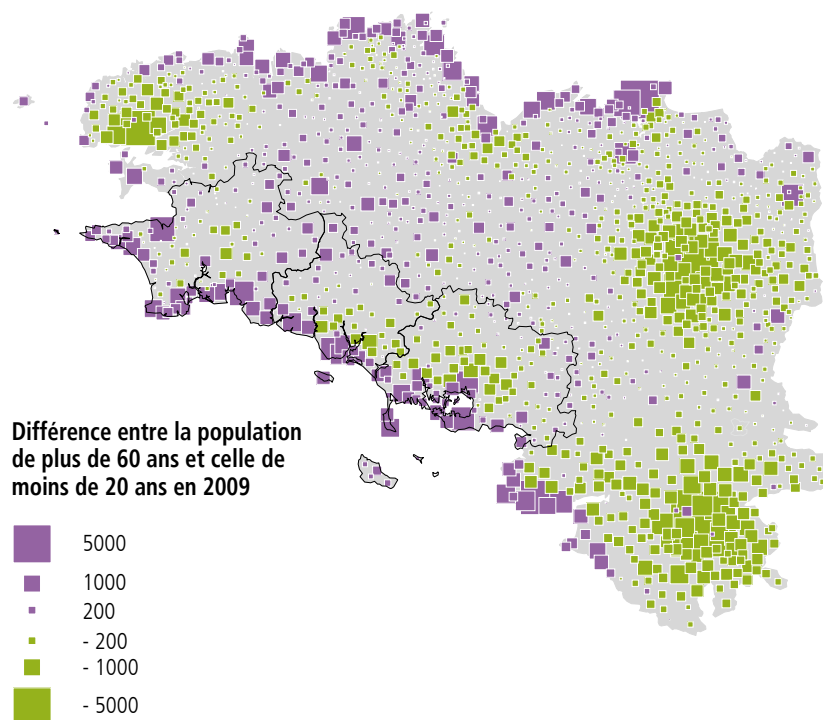 Différence entre la population
de plus de 60 ans et celle de
moins de 20 ans en 2009
5000
1000
200
- 200
- 1000
- 5000